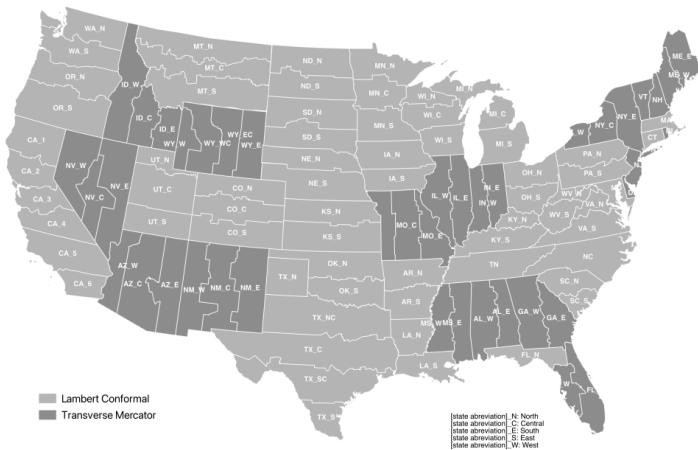 WA_N
WA_S
OR_N
OR_S
ID_W
ID_C
ID_E
MT_N
MT_C
MT_S
ND_N
ND_S
SD_N
SD_S
NE_N
NE_S
KS_N
KS_S
MN_N
MN_C
MN_S
WI_N
WI_C
WI_S
MI_N
MI_C
MI_S
IA_N
IA_S
WY_W
WY_WC
WY_EC
WY_E
CA_1
CA_2
CA_3
CA_4
CA_5
CA_6
NV_W
NV_C
NV_E
UT_N
UT_C
UT_S
CO_N
CO_C
CO_S
AZ_W
AZ_C
AZ_E
NM_W
NM_C
NM_E
TX_N
TX_NC
TX_C
TX_SC
TX_S
OK_N
OK_S
MO_C
MO_E
AR_N
AR_S
LA_N
LA_S
IL_W
IL_E
IN_E
IN_W
OH_N
OH_S
KY_N
KY_S
TN
MS_W
MS_E
AL_W
AL_E
GA_W
GA_E
FL_N
_W
FL
SC_N
SC_S
NC
VA_N
VA_S
WV_N
WV_S
PA_N
PA_S
_W
NY_C
NY_E
VT
NH
ME_E
ME_W
MA
CT
Lambert Conformal
Transverse Mercator
[state abreviation]_N: North
[state abreviation]_C: Central
[state abreviation]_E: South
[state abreviation]_S: East
[state abreviation]_W: West